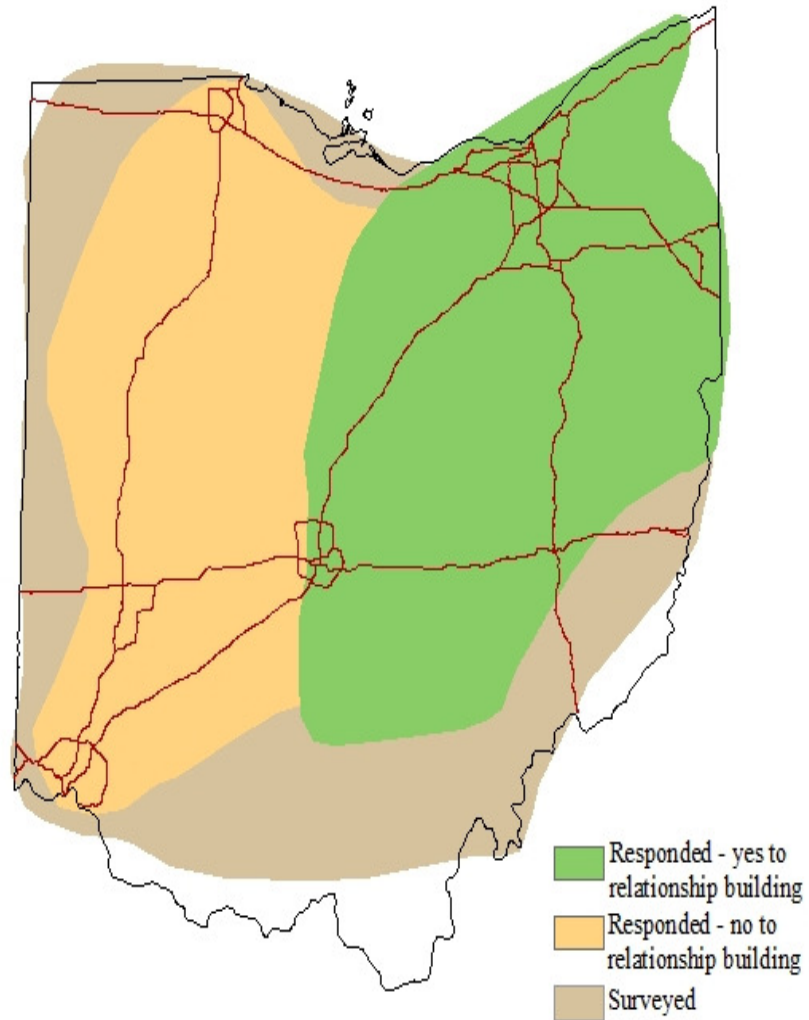 Responded - yes to
relationship building
Responded - no to
relationship building
Surveyed